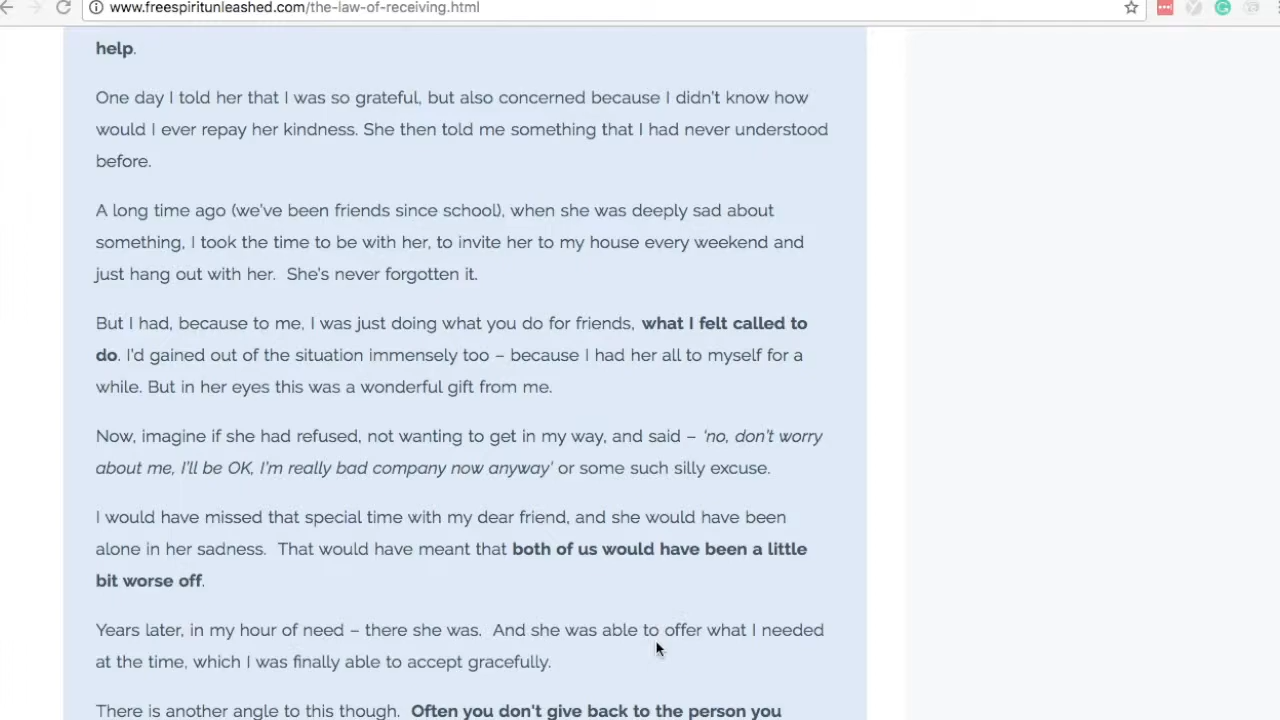 www.freespiritunleashed.com/the-law-of-receiving.html
help.
One day I told her that I was so grateful, but also concerned because I didn't know how
would I ever repay her kindness. She then told me something that I had never understood
before.
A long time ago (we've been friends since school), when she was deeply sad about
something, I took the time to be with her, to invite her to my house every weekend and
just hang out with her.  She's never forgotten it.
But I had, because to me, I was just doing what you do for friends, what I felt called to
do. I'd gained out of the situation immensely too – because I had her all to myself for a
while. But in her eyes this was a wonderful gift from me.
Now, imagine if she had refused, not wanting to get in my way, and said – 'no, don't worry
about me, I'll be OK, I'm really bad company now anyway' or some such silly excuse.
I would have missed that special time with my dear friend, and she would have been
alone in her sadness.  That would have meant that both of us would have been a little
bit worse off.
Years later, in my hour of need – there she was.  And she was able to offer what I needed
at the time, which I was finally able to accept gracefully.
There is another angle to this though.  Often you don't give back to the person you